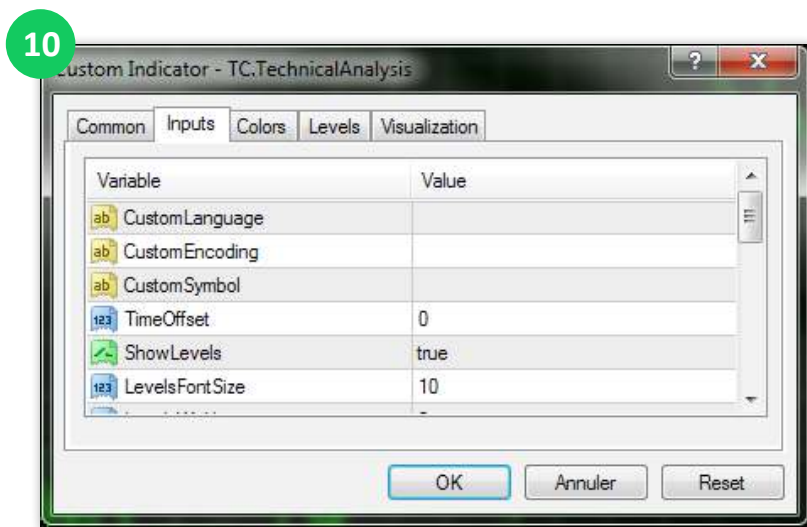 10
ustom Indicator - TC.TechnicalAnalysis
Common Inputs Colors Levels Visualization
Variable Value
ab CustomLanguage
ab CustomEncoding
ab CustomSymbol
123 TimeOffset 0
ShowLevels true
123 LevelsFontSize 10
OK Annuler Reset